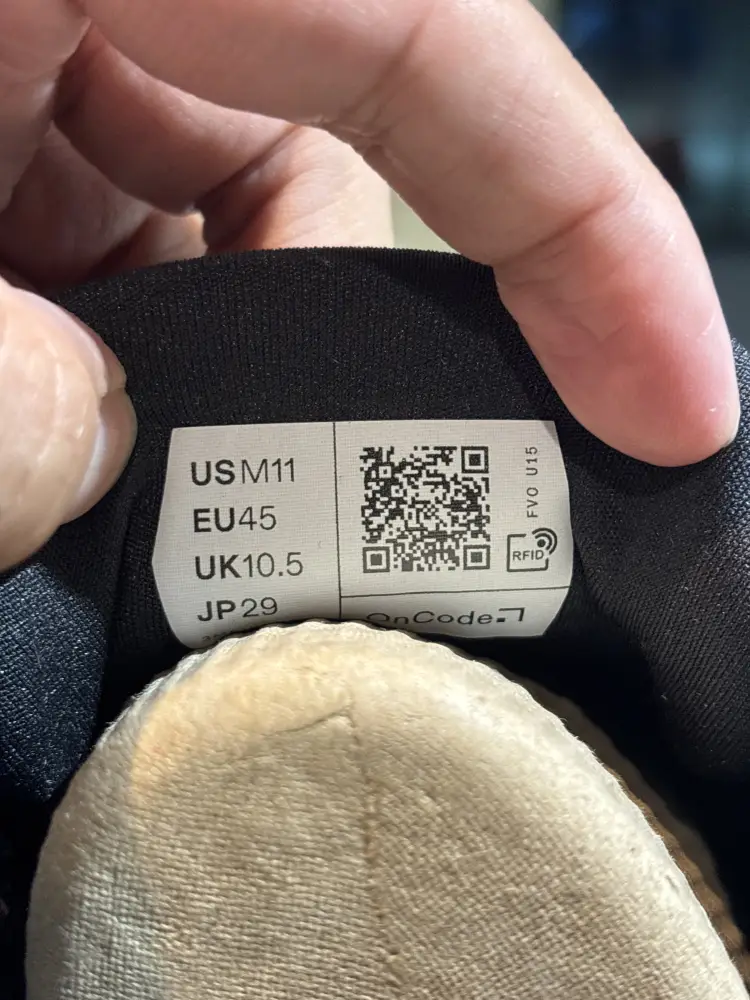 US M11
EU 45
UK 10.5
JP 29
FVO U15
RFID
OnCode